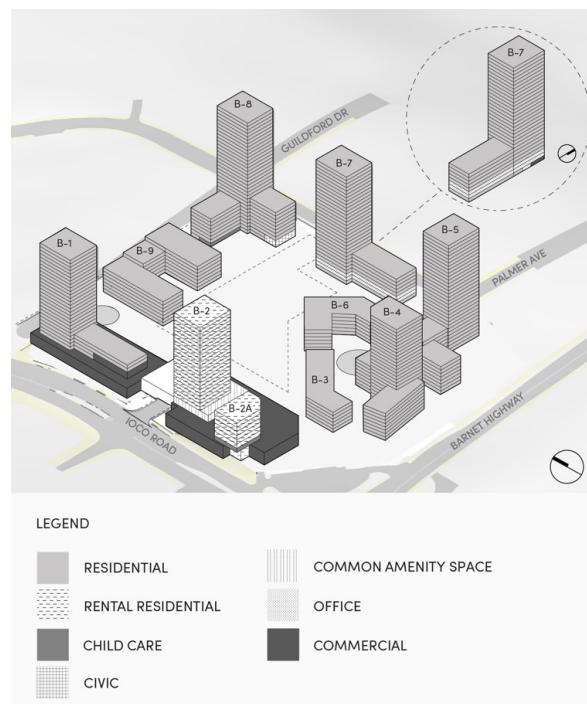 B-7
B-8
GUILDFORD DR
B-7
B-1
B-9
B-5
PALMER AVE
B-2
B-6
B-4
B-3
B-2A
IOCO ROAD
BARNET HIGHWAY
LEGEND
RESIDENTIAL
RENTAL RESIDENTIAL
CHILD CARE
CIVIC
COMMON AMENITY SPACE
OFFICE
COMMERCIAL